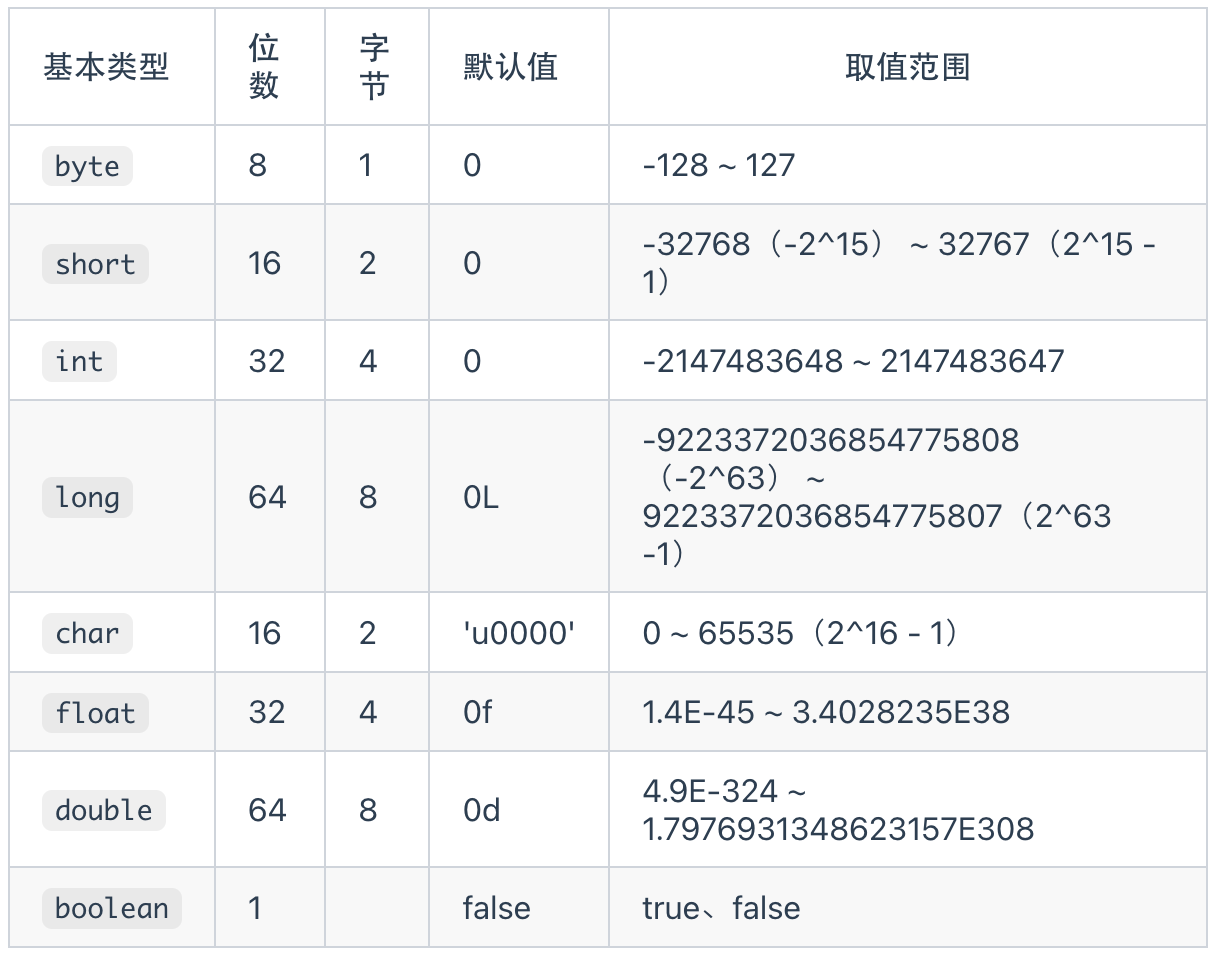 基本类型 位数 字节 默认值 取值范围
byte 8 1 0 -128 ~ 127
short 16 2 0 -32768（-2^15） ~ 32767（2^15 -
1）
int 32 4 0 -2147483648 ~ 2147483647
long 64 8 0L -9223372036854775808
（-2^63） ~
9223372036854775807（2^63
-1）
char 16 2 'u0000' 0 ~ 65535（2^16 - 1）
float 32 4 0f 1.4E-45 ~ 3.4028235E38
double 64 8 0d 4.9E-324 ~
1.7976931348623157E308
boolean 1 false true、false